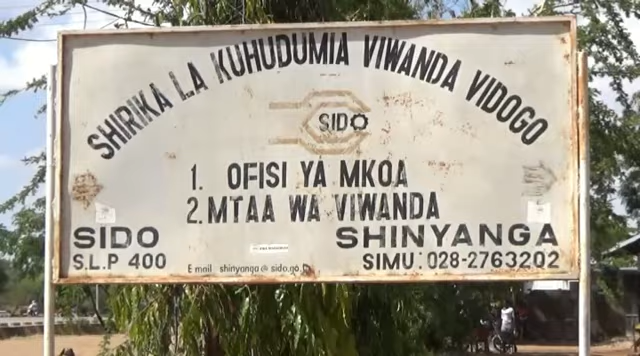 SHIRIKA LA KUHUDUMIA VIWANDA VIDOGO
SIDO
1. OFISI YA MKOA
2. MTAA WA VIWANDA
SIDO SHINYANGA
S.L.P 400 E mail shinyanga@sido.go. SIMU: 028-2763202